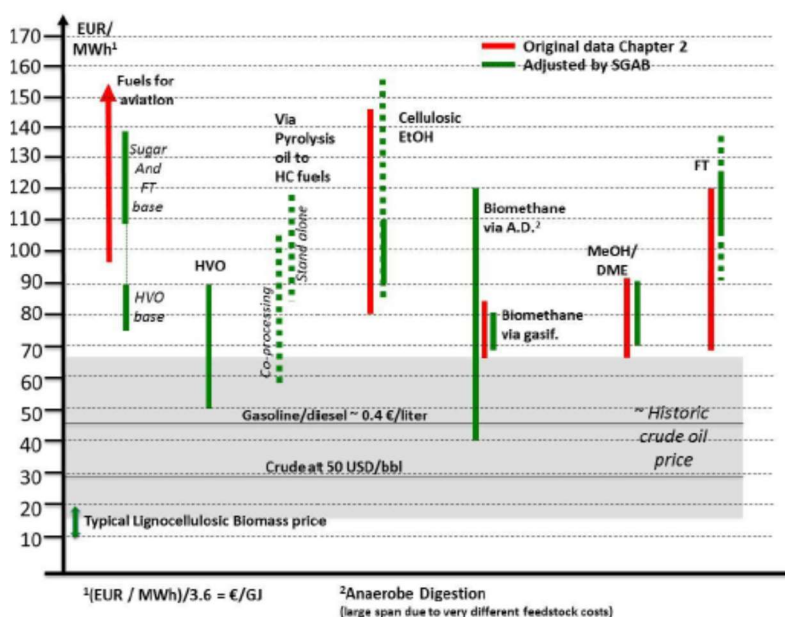 EUR/
MWh¹
170
160
150
140
130
120
110
100
90
80
70
60
50
40
30
20
10
Original data Chapter 2
Adjusted by SGAB
Fuels for
aviation
Sugar
And
FT
base
HVO
base
HVO
Via
Pyrolysis
oil to
HC fuels
Stand alone
Co-processing
Cellulosic
EtOH
Biomethane
via A.D.²
Biomethane
via gasif.
MeOH/
DME
FT
Gasoline/diesel ~ 0.4 €/liter
Crude at 50 USD/bbl
~ Historic
crude oil
price
Typical Lignocellulosic Biomass price
¹(EUR / MWh)/3.6 = €/GJ
²Anaerobe Digestion
(large span due to very different feedstock costs)